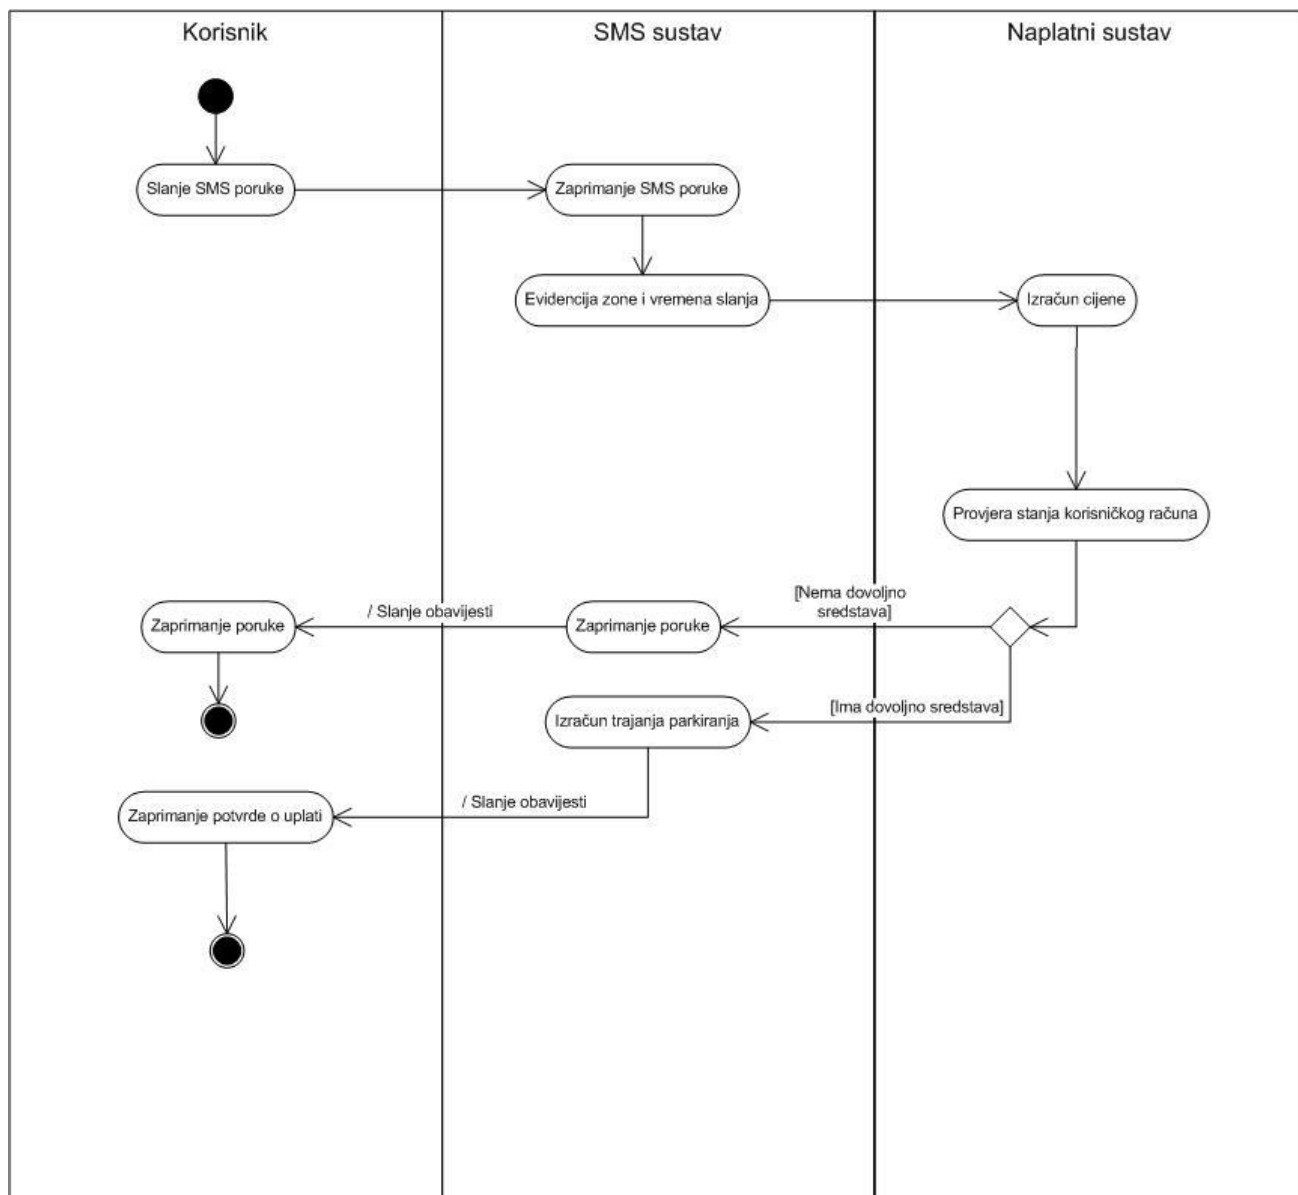 Korisnik
SMS sustav
Naplatni sustav
Slanje SMS poruke
Zaprimanje SMS poruke
Evidencija zone i vremena slanja
Izračun cijene
Provjera stanja korisničkog računa
[Nema dovoljno
sredstava]
/ Slanje obavijesti
Zaprimanje poruke
Zaprimanje poruke
[Ima dovoljno sredstava]
Izračun trajanja parkiranja
/ Slanje obavijesti
Zaprimanje potvrde o uplati